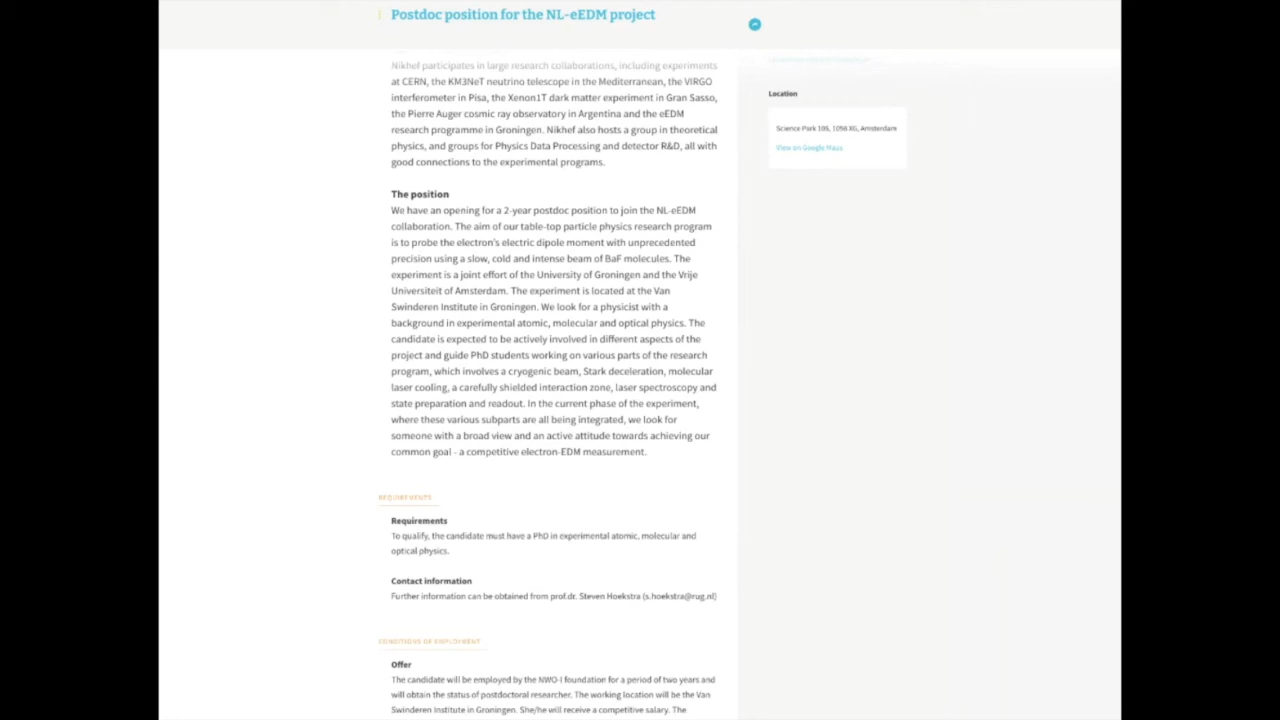 Postdoc position for the NL-eEDM project
Nikhef participates in large research collaborations, including experiments
at CERN, the KM3NeT neutrino telescope in the Mediterranean, the VIRGO
interferometer in Pisa, the Xenon1T dark matter experiment in Gran Sasso,
the Pierre Auger cosmic ray observatory in Argentina and the eEDM
research programme in Groningen. Nikhef also hosts a group in theoretical
physics, and groups for Physics Data Processing and detector R&D, all with
good connections to the experimental programs.
The position
We have an opening for a 2-year postdoc position to join the NL-eEDM
collaboration. The aim of our table-top particle physics research program
is to probe the electron's electric dipole moment with unprecedented
precision using a slow, cold and intense beam of BaF molecules. The
experiment is a joint effort of the University of Groningen and the Vrije
Universiteit of Amsterdam. The experiment is located at the Van
Swinderen Institute in Groningen. We look for a physicist with a
background in experimental atomic, molecular and optical physics. The
candidate is expected to be actively involved in different aspects of the
project and guide PhD students working on various parts of the research
program, which involves a cryogenic beam, Stark deceleration, molecular
laser cooling, a carefully shielded interaction zone, laser spectroscopy and
state preparation and readout. In the current phase of the experiment,
where these various subparts are all being integrated, we look for
someone with a broad view and an active attitude towards achieving our
common goal - a competitive electron-EDM measurement.
REQUIREMENTS
Requirements
To qualify, the candidate must have a PhD in experimental atomic, molecular and
optical physics.
Contact information
Further information can be obtained from prof.dr. Steven Hoekstra (s.hoekstra@rug.nl)
CONDITIONS OF EMPLOYMENT
Offer
The candidate will be employed by the NWO-I foundation for a period of two years and
will obtain the status of postdoctoral researcher. The working location will be the Van
Swinderen Institute in Groningen. She/he will receive a competitive salary. The
Location
Science Park 105, 1098 XG, Amsterdam
View on Google Maps